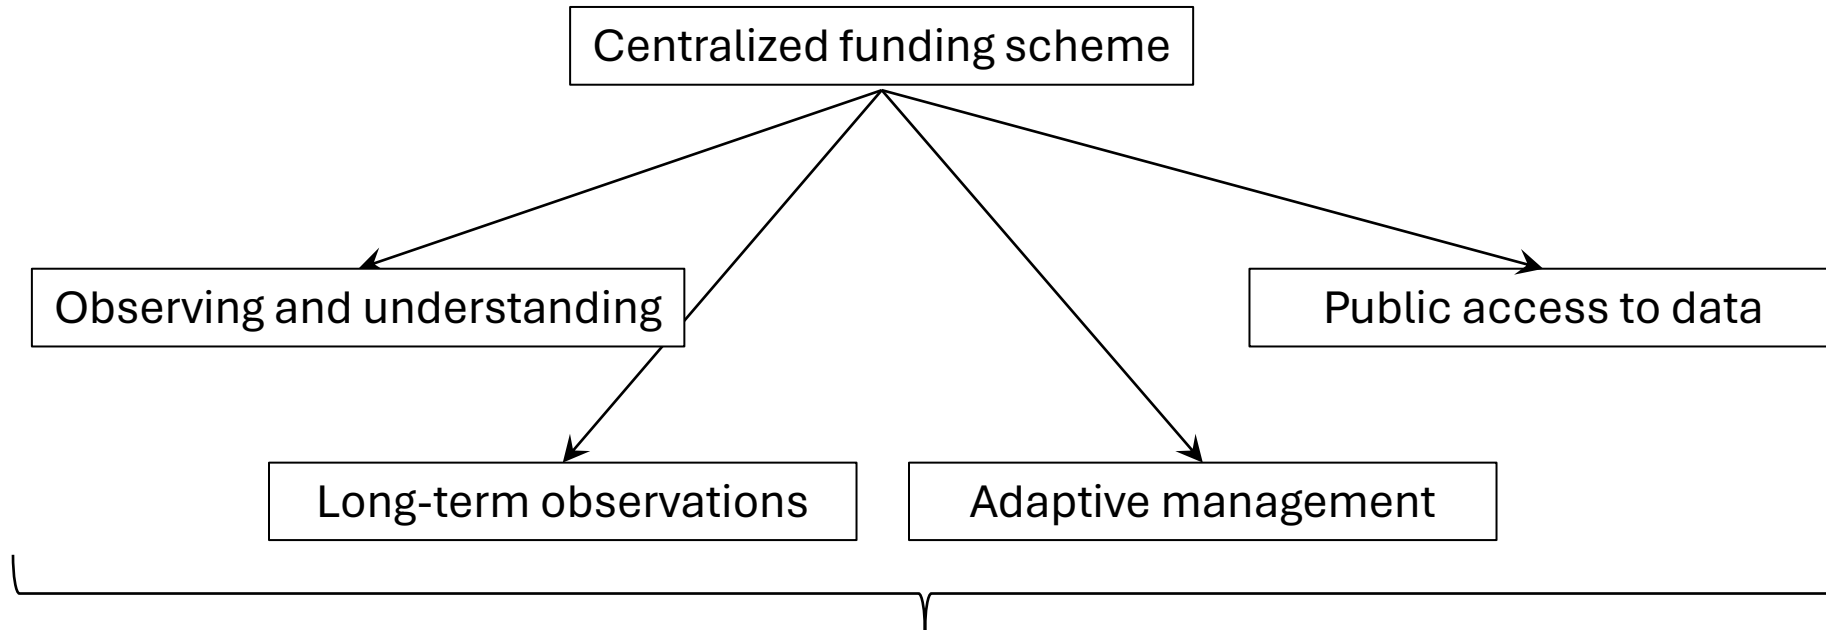 Centralized funding scheme
Observing and understanding
Public access to data
Long-term observations
Adaptive management